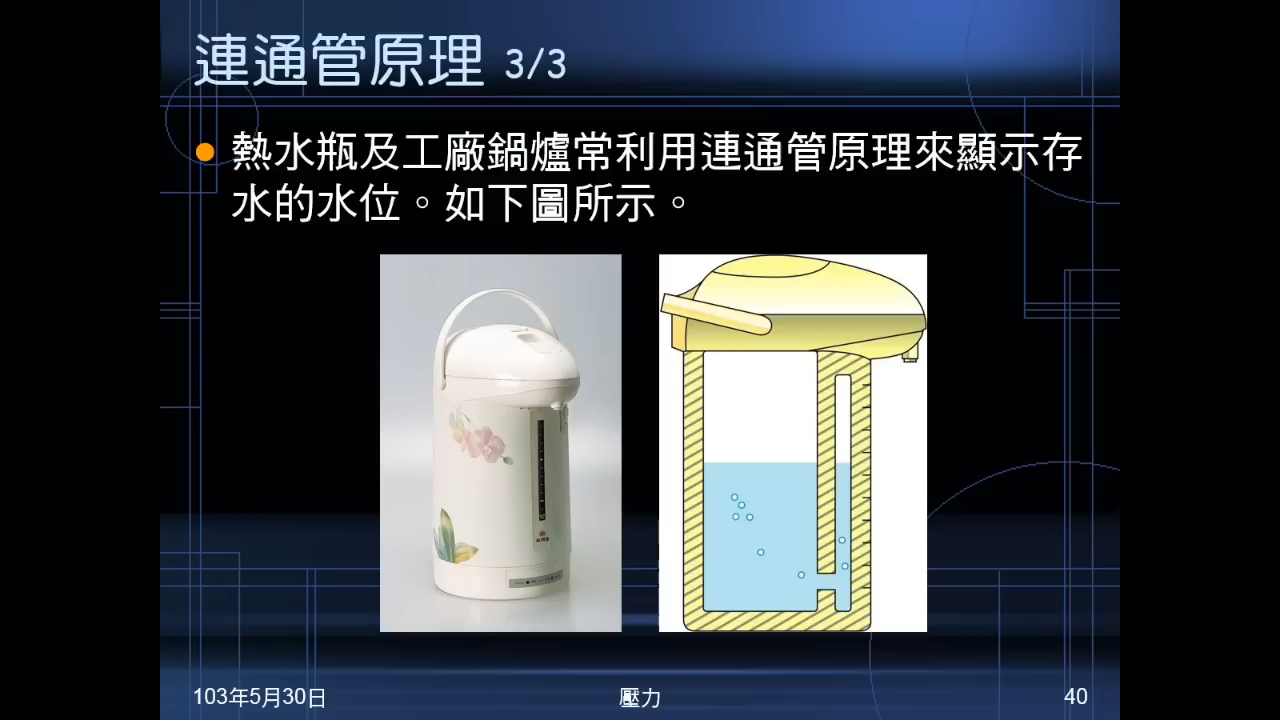 連通管原理 3/3
熱水瓶及工廠鍋爐常利用連通管原理來顯示存
水的水位。如下圖所示。
103年5月30日
壓力
40